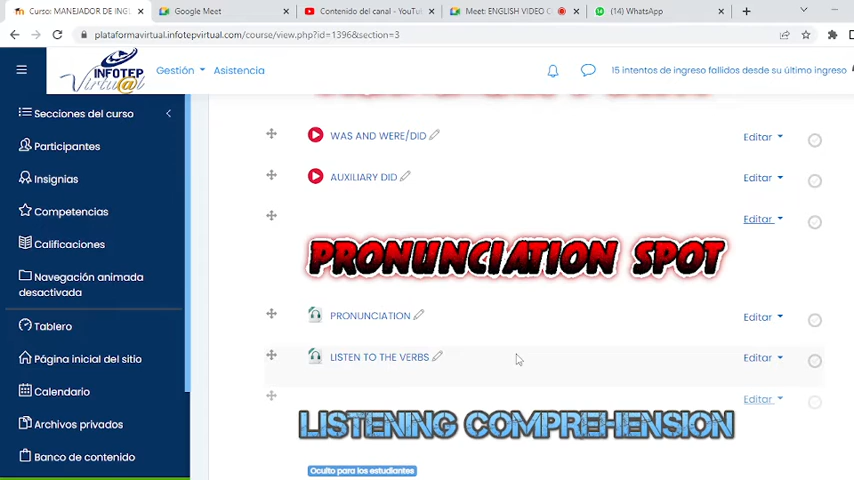 Curso: MANEJADOR DE ING
Google Meet
Contenido del canal - YouTu
Meet: ENGLISH VIDEO C
(14) WhatsApp
plataformavirtual.infotepvirtual.com/course/view.php?id=1396&section=3
INFOTEP
Virtu@l
Gestión
Asistencia
15 intentos de ingreso fallidos desde su último ingreso
Secciones del curso
Participantes
Insignias
Competencias
Calificaciones
Navegación animada
desactivada
Tablero
Página inicial del sitio
Calendario
Archivos privados
Banco de contenido
WAS AND WERE/DID
Editar
AUXILIARY DID
Editar
Editar
PRONUNCIATION SPOT
PRONUNCIATION
Editar
LISTEN TO THE VERBS
Editar
Editar
LISTENING COMPREHENSION
Oculto para los estudiantes